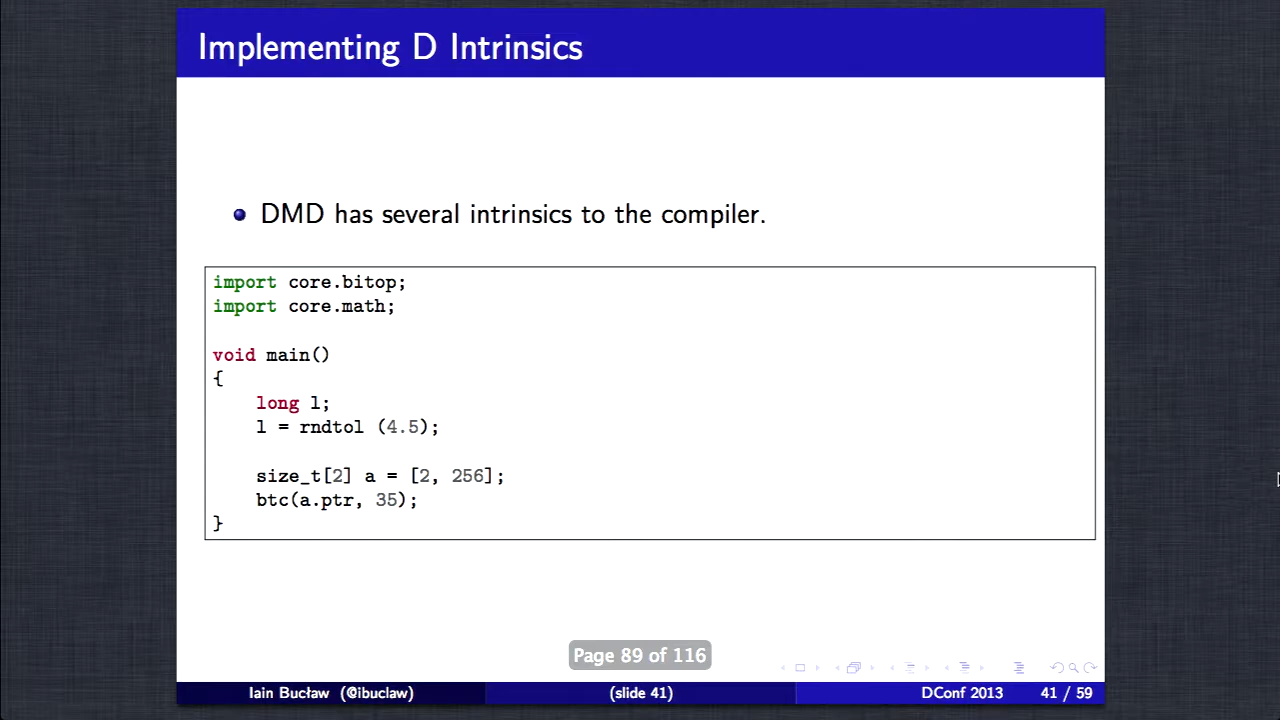 Implementing D Intrinsics
DMD has several intrinsics to the compiler.
import core.bitop;
import core.math;
void main()
{
    long l;
    l = rndtol (4.5);
    size_t[2] a = [2, 256];
    btc(a.ptr, 35);
}
Page 89 of 116
Iain Bucław (@ibuclaw) (slide 41) DConf 2013 41 / 59